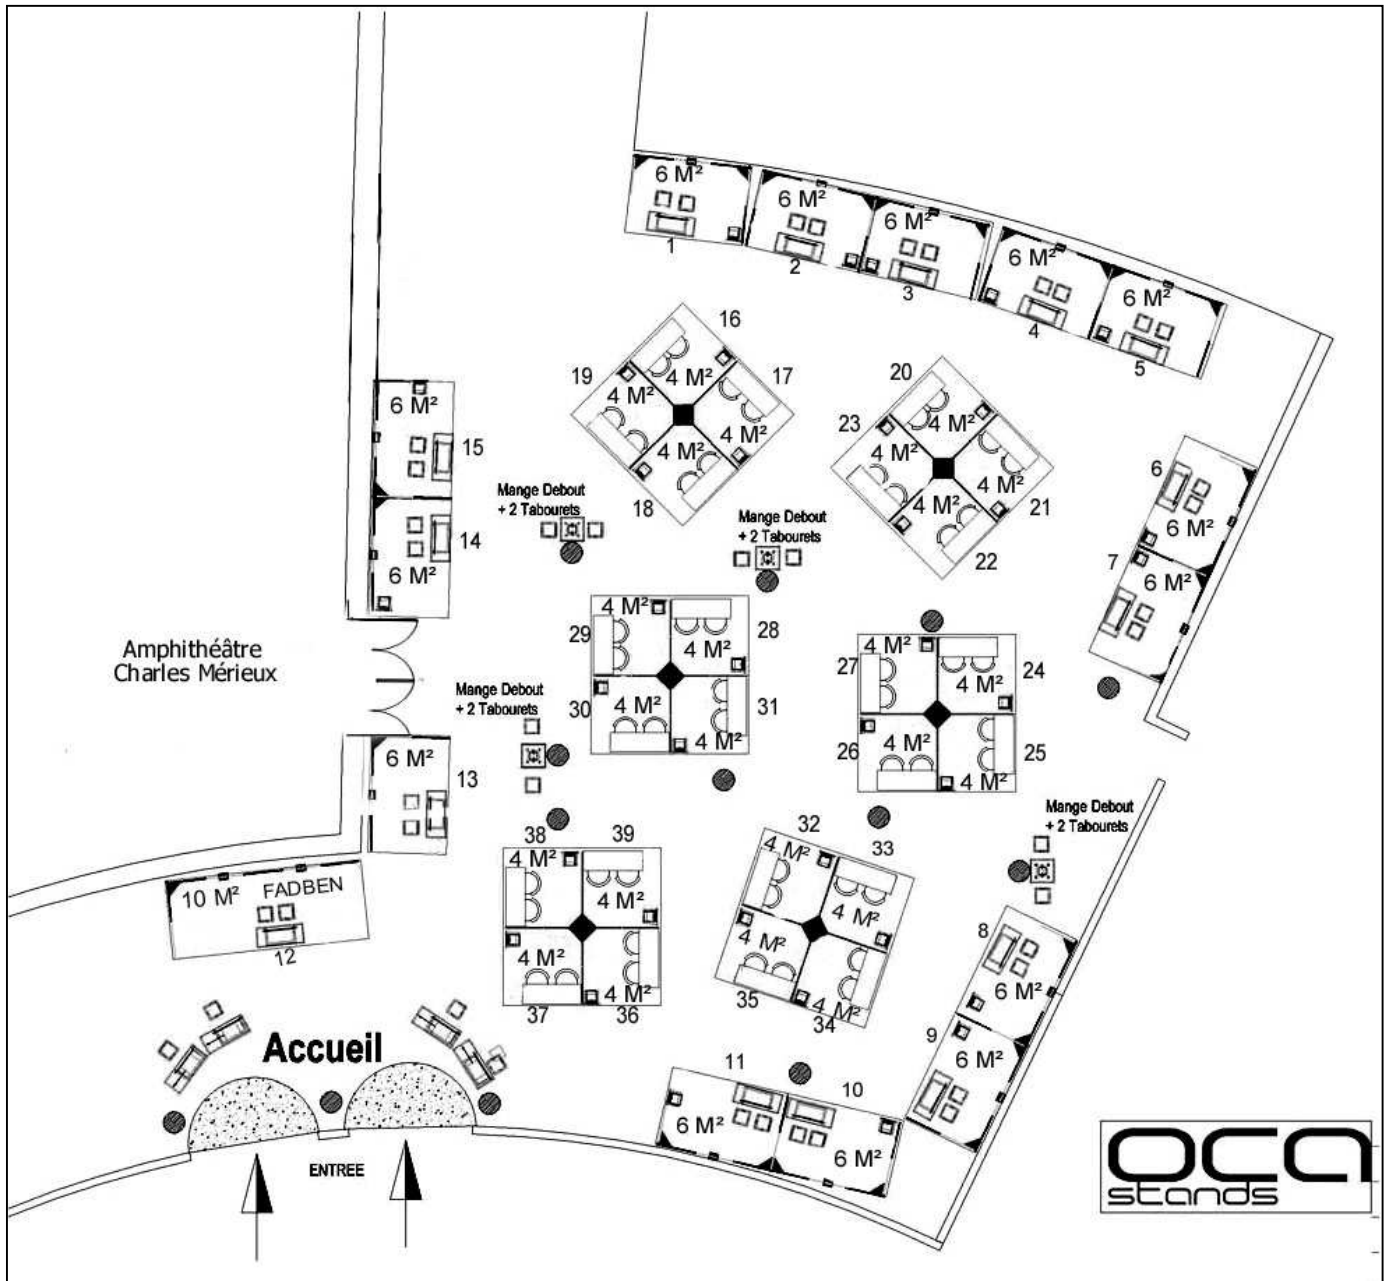 6 M²
1
6 M²
2
6 M²
3
6 M²
4
6 M²
5
16
4 M²
17
4 M²
19
4 M²
4 M²
18
20
4 M²
23
4 M²
4 M²
21
4 M²
22
6 M²
15
14
6 M²
6
6 M²
7
6 M²
Mange Debout
+ 2 Tabourets
Mange Debout
+ 2 Tabourets
4 M²
29
28
4 M²
30
4 M²
31
4 M²
27
4 M²
24
4 M²
26
4 M²
25
4 M²
Amphithéâtre
Charles Mérieux
Mange Debout
+ 2 Tabourets
6 M²
13
Mange Debout
+ 2 Tabourets
38
39
4 M²
4 M²
4 M²
4 M²
37
36
32
33
4 M²
4 M²
4 M²
35
4 M²
34
10 M²
FADBEN
12
8
6 M²
9
6 M²
Accueil
11
10
6 M²
6 M²
ENTREE
oca
stands